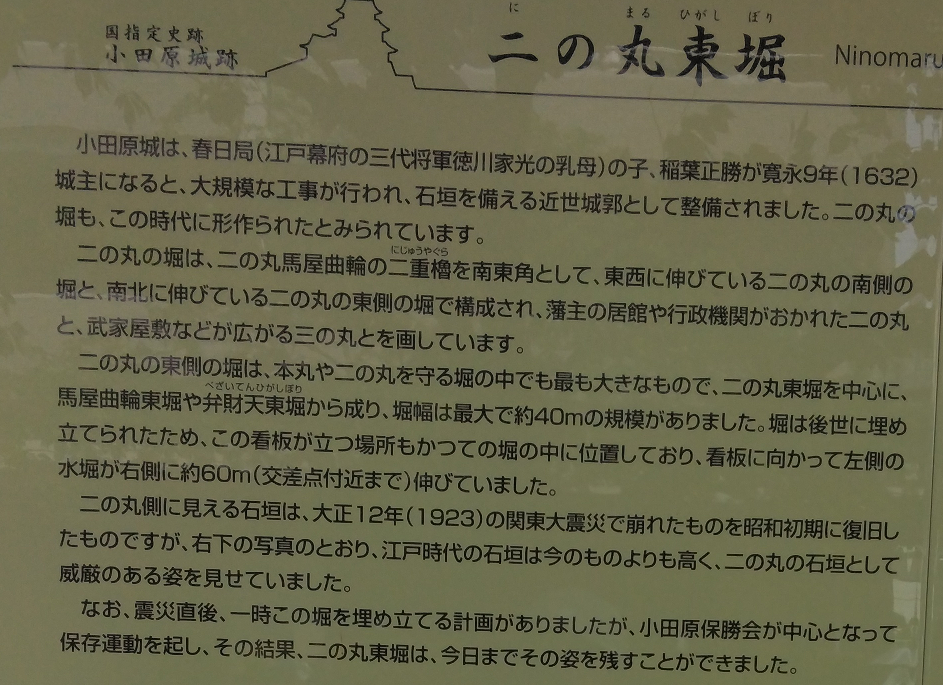 国指定史跡
小田原城跡
に まる ひがし ぼり
二の丸東堀 Ninomaru
小田原城は、春日局(江戸幕府の三代将軍徳川家光の乳母)の子、稲葉正勝が寛永9年(1632)
城主になると、大規模な工事が行われ、石垣を備える近世城郭として整備されました。二の丸の
堀も、この時代に形作られたとみられています。
にじゅうやぐら
二の丸の堀は、二の丸馬屋曲輪の二重櫓を南東角として、東西に伸びている二の丸の南側の
堀と、南北に伸びている二の丸の東側の堀で構成され、藩主の居館や行政機関がおかれた二の丸
と、武家屋敷などが広がる三の丸とを画しています。
二の丸の東側の堀は、本丸や二の丸を守る堀の中でも最も大きなもので、二の丸東堀を中心に、
べざいてんひがしぼり
馬屋曲輪東堀や弁財天東堀から成り、堀幅は最大で約40mの規模がありました。堀は後世に埋め
立てられたため、この看板が立つ場所もかつての堀の中に位置しており、看板に向かって左側の
水堀が右側に約60m(交差点付近まで)伸びていました。
二の丸側に見える石垣は、大正12年(1923)の関東大震災で崩れたものを昭和初期に復旧し
たものですが、右下の写真のとおり、江戸時代の石垣は今のものよりも高く、二の丸の石垣として
威厳のある姿を見せていました。
なお、震災直後、一時この堀を埋め立てる計画がありましたが、小田原保勝会が中心となって
保存運動を起し、その結果、二の丸東堀は、今日までその姿を残すことができました。